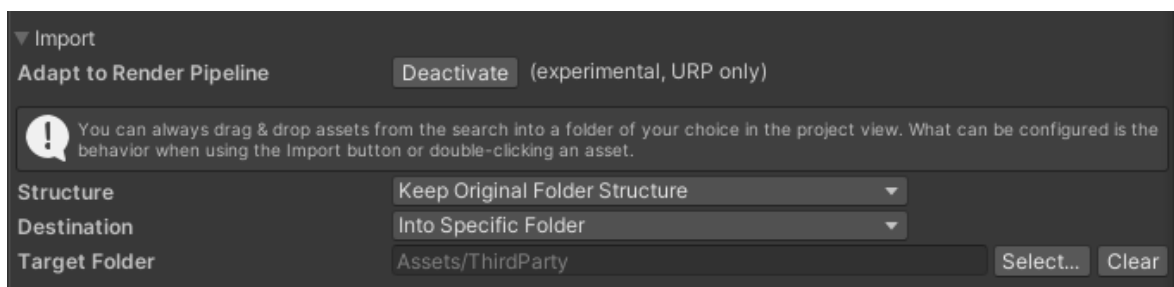 Import
Adapt to Render Pipeline Deactivate (experimental, URP only)
You can always drag & drop assets from the search into a folder of your choice in the project view. What can be configured is the
behavior when using the Import button or double-clicking an asset.
Structure Keep Original Folder Structure
Destination Into Specific Folder
Target Folder Assets/ThirdParty Select... Clear